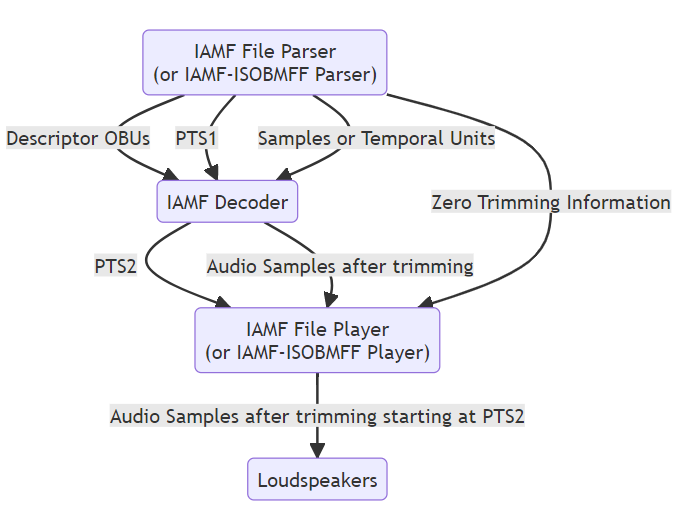 IAMF File Parser
(or IAMF-ISOBMFF Parser)
Descriptor OBUs
PTS1
Samples or Temporal Units
IAMF Decoder
Zero Trimming Information
PTS2
Audio Samples after trimming
IAMF File Player
(or IAMF-ISOBMFF Player)
Audio Samples after trimming starting at PTS2
Loudspeakers